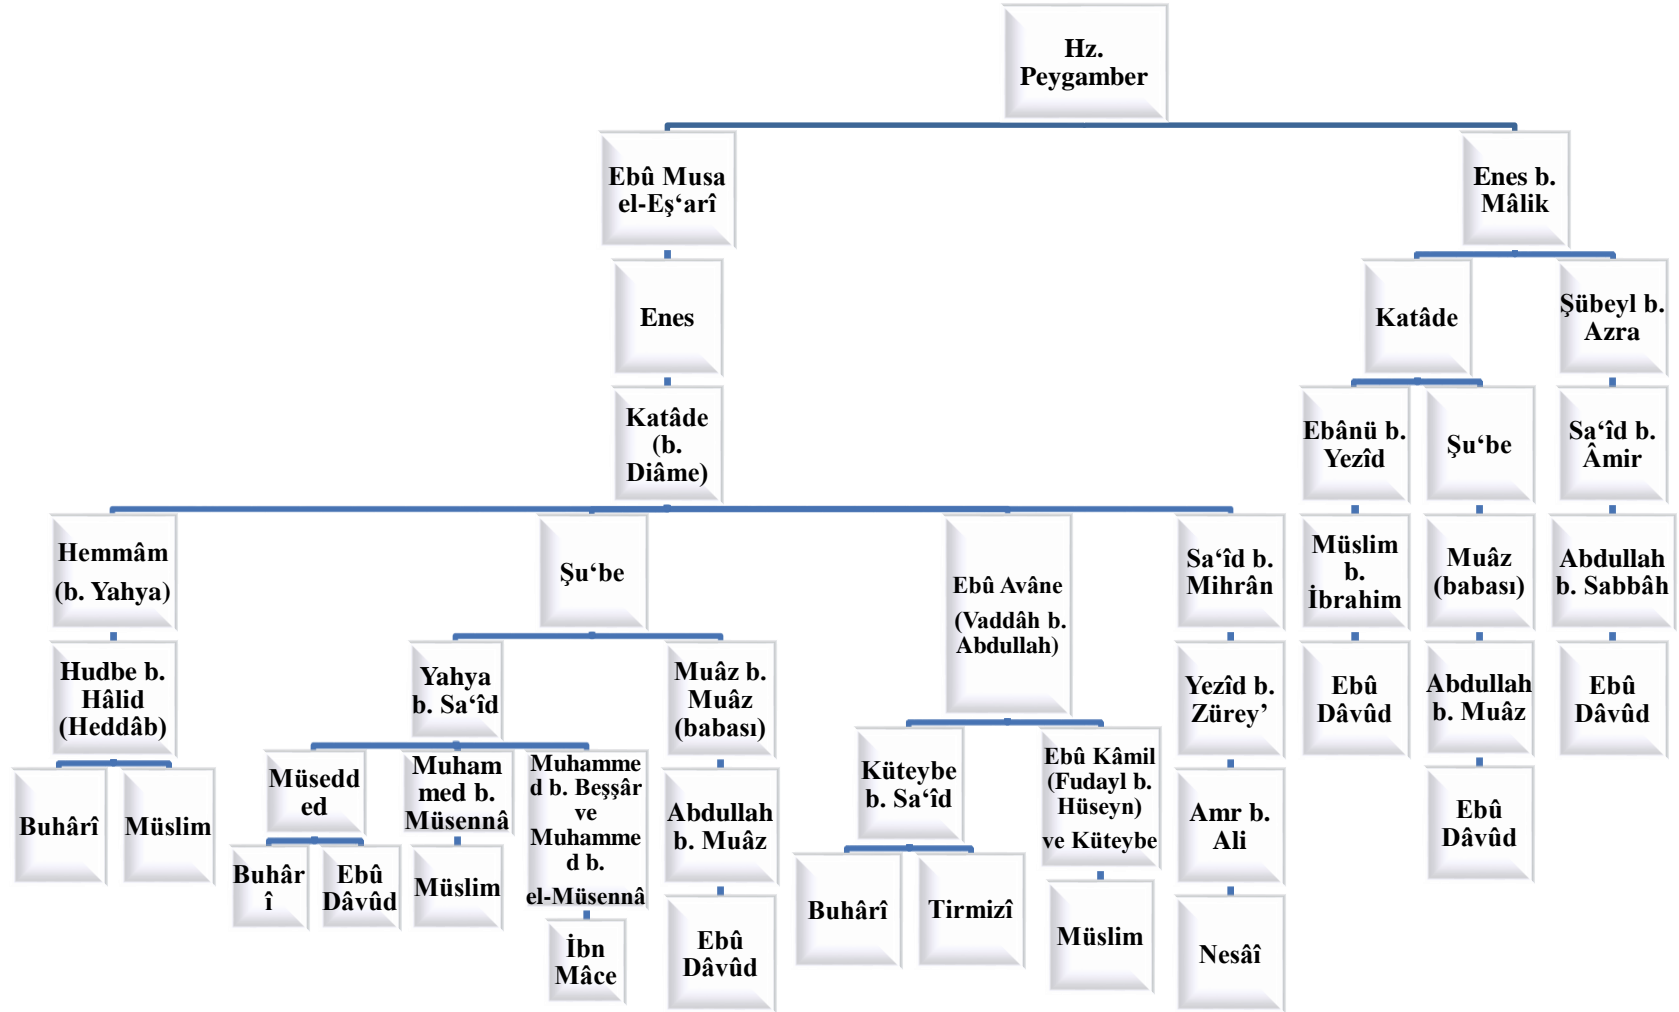 Hz.
Peygamber
Ebû Musa
el-Eş‘arî
Enes b.
Mâlik
Enes
Katâde
Şübeyl b.
Azra
Katâde
(b.
Diâme)
Ebânü b.
Yezîd
Şu‘be
Sa‘îd b.
Âmir
Hemmâm
(b. Yahya)
Şu‘be
Ebû Avâne
(Vaddâh b.
Abdullah)
Sa‘îd b.
Mihrân
Müslim
b.
İbrahim
Muâz
(babası)
Abdullah
b. Sabbâh
Hudbe b.
Hâlid
(Heddâb)
Yahya
b. Sa‘îd
Muâz b.
Muâz
(babası)
Yezîd b.
Zürey’
Ebû
Dâvûd
Abdullah
b. Muâz
Ebû
Dâvûd
Buhârî
Müslim
Müsedd
ed
Muham
med b.
Müsennâ
Muhamme
d b. Beşşâr
ve
Muhamme
d b.
el-Müsennâ
Abdullah
b. Muâz
Küteybe
b. Sa‘îd
Ebû Kâmil
(Fudayl b.
Hüseyn)
ve Küteybe
Amr b.
Ali
Ebû
Dâvûd
Buhâr
î
Ebû
Dâvûd
Müslim
İbn
Mâce
Ebû
Dâvûd
Buhârî
Tirmizî
Müslim
Nesâî